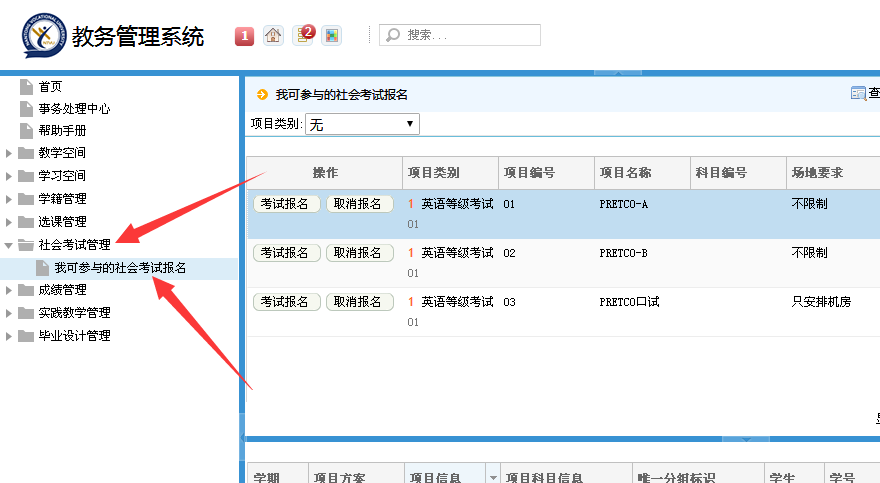 教务管理系统
1
2
搜索...
首页
事务处理中心
帮助手册
教学空间
学习空间
学籍管理
选课管理
社会考试管理
我可参与的社会考试报名
成绩管理
实践教学管理
毕业设计管理
我可参与的社会考试报名
查
项目类别: 无
操作 项目类别 项目编号 项目名称 科目编号 场地要求
考试报名 取消报名 1 英语等级考试 01 PRETCO-A 不限制
01
考试报名 取消报名 1 英语等级考试 02 PRETCO-B 不限制
01
考试报名 取消报名 1 英语等级考试 03 PRETCO口试 只安排机房
01
学期 项目方案 项目信息 项目科目信息 唯一分组标识 学生 学号